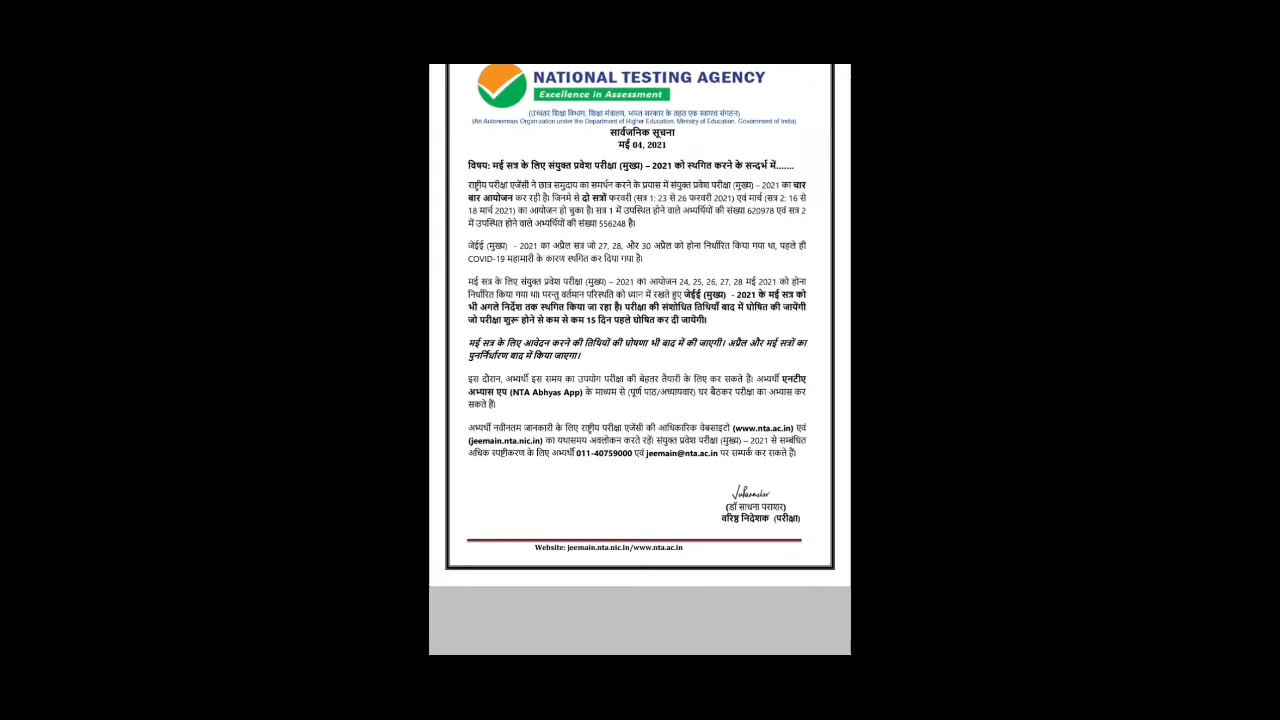 NATIONAL TESTING AGENCY
Excellence in Assessment
(उच्चतर शिक्षा विभाग, शिक्षा मंत्रालय, भारत सरकार के तहत एक स्वायत्त संगठन)
(An Autonomous Organization under the Department of Higher Education, Ministry of Education, Government of India)
सार्वजनिक सूचना
मई 04, 2021
विषय: मई सत्र के लिए संयुक्त प्रवेश परीक्षा (मुख्य) – 2021 को स्थगित करने के सन्दर्भ में.......
राष्ट्रीय परीक्षा एजेंसी ने छात्र समुदाय का समर्थन करने के प्रयास में संयुक्त प्रवेश परीक्षा (मुख्य) – 2021 का चार
बार आयोजन कर रही है। जिनमे से दो सत्रों फरवरी (सत्र 1: 23 से 26 फरवरी 2021) एवं मार्च (सत्र 2: 16 से
18 मार्च 2021) का आयोजन हो चुका है। सत्र 1 में उपस्थित होने वाले अभ्यर्थियों की संख्या 620978 एवं सत्र 2
में उपस्थित होने वाले अभ्यर्थियों की संख्या 556248 है।
जेईई (मुख्य) - 2021 का अप्रैल सत्र जो 27, 28, और 30 अप्रैल को होना निर्धारित किया गया था, पहले ही
COVID-19 महामारी के कारण स्थगित कर दिया गया है।
मई सत्र के लिए संयुक्त प्रवेश परीक्षा (मुख्य) – 2021 का आयोजन 24, 25, 26, 27, 28 मई 2021 को होना
निर्धारित किया गया था। परन्तु वर्तमान परिस्थति को ध्यान में रखते हुए जेईई (मुख्य) - 2021 के मई सत्र को
भी अगले निर्देश तक स्थगित किया जा रहा है। परीक्षा की संशोधित तिथियाँ बाद में घोषित की जायेंगी
जो परीक्षा शुरू होने से कम से कम 15 दिन पहले घोषित कर दी जायेंगी।
मई सत्र के लिए आवेदन करने की तिथियों की घोषणा भी बाद में की जाएगी। अप्रैल और मई सत्रों का
पुनर्निर्धारण बाद में किया जाएगा।
इस दौरान, अभ्यर्थी इस समय का उपयोग परीक्षा की बेहतर तैयारी के लिए कर सकते हैं। अभ्यर्थी एनटीए
अभ्यास एप (NTA Abhyas App) के माध्यम से (पूर्ण पाठ/अध्यायवार) घर बैठकर परीक्षा का अभ्यास कर
सकते हैं।
अभ्यर्थी नवीनतम जानकारी के लिए राष्ट्रीय परीक्षा एजेंसी की आधिकारिक वेबसाइटो (www.nta.ac.in) एवं
(jeemain.nta.nic.in) का यथासमय अवलोकन करते रहें। संयुक्त प्रवेश परीक्षा (मुख्य) – 2021 से सम्बंधित
अधिक स्पष्टीकरण के लिए अभ्यर्थी 011-40759000 एवं jeemain@nta.ac.in पर सम्पर्क कर सकते हैं।
(डॉ साधना पराशर)
वरिष्ठ निदेशक (परीक्षा)
Website: jeemain.nta.nic.in/www.nta.ac.in